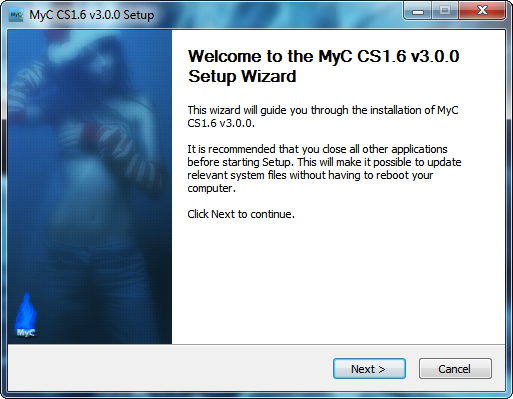 MyC CS1.6 v3.0.0 Setup
Welcome to the MyC CS1.6 v3.0.0
Setup Wizard
This wizard will guide you through the installation of MyC
CS1.6 v3.0.0.
It is recommended that you close all other applications
before starting Setup. This will make it possible to update
relevant system files without having to reboot your
computer.
Click Next to continue.
MyC
Next >
Cancel